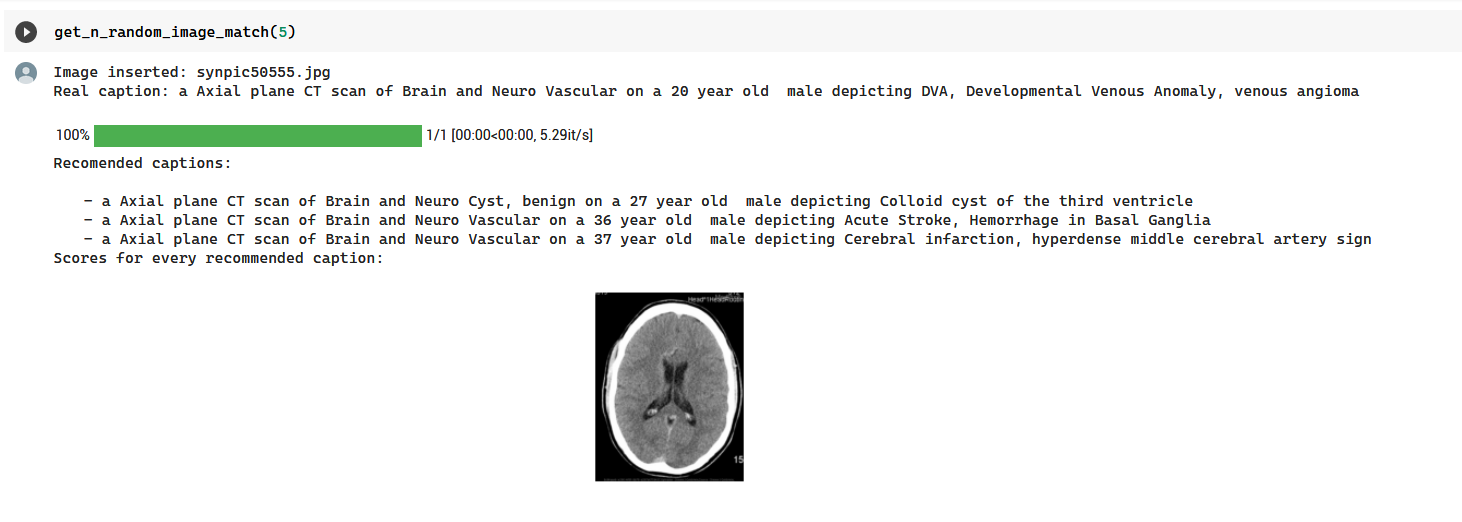 get_n_random_image_match(5)
Image inserted: synpic50555.jpg
Real caption: a Axial plane CT scan of Brain and Neuro Vascular on a 20 year old  male depicting DVA, Developmental Venous Anomaly, venous angioma
100% 1/1 [00:00<00:00, 5.29it/s]
Recomended captions:
– a Axial plane CT scan of Brain and Neuro Cyst, benign on a 27 year old  male depicting Colloid cyst of the third ventricle
– a Axial plane CT scan of Brain and Neuro Vascular on a 36 year old  male depicting Acute Stroke, Hemorrhage in Basal Ganglia
– a Axial plane CT scan of Brain and Neuro Vascular on a 37 year old  male depicting Cerebral infarction, hyperdense middle cerebral artery sign
Scores for every recommended caption:
15